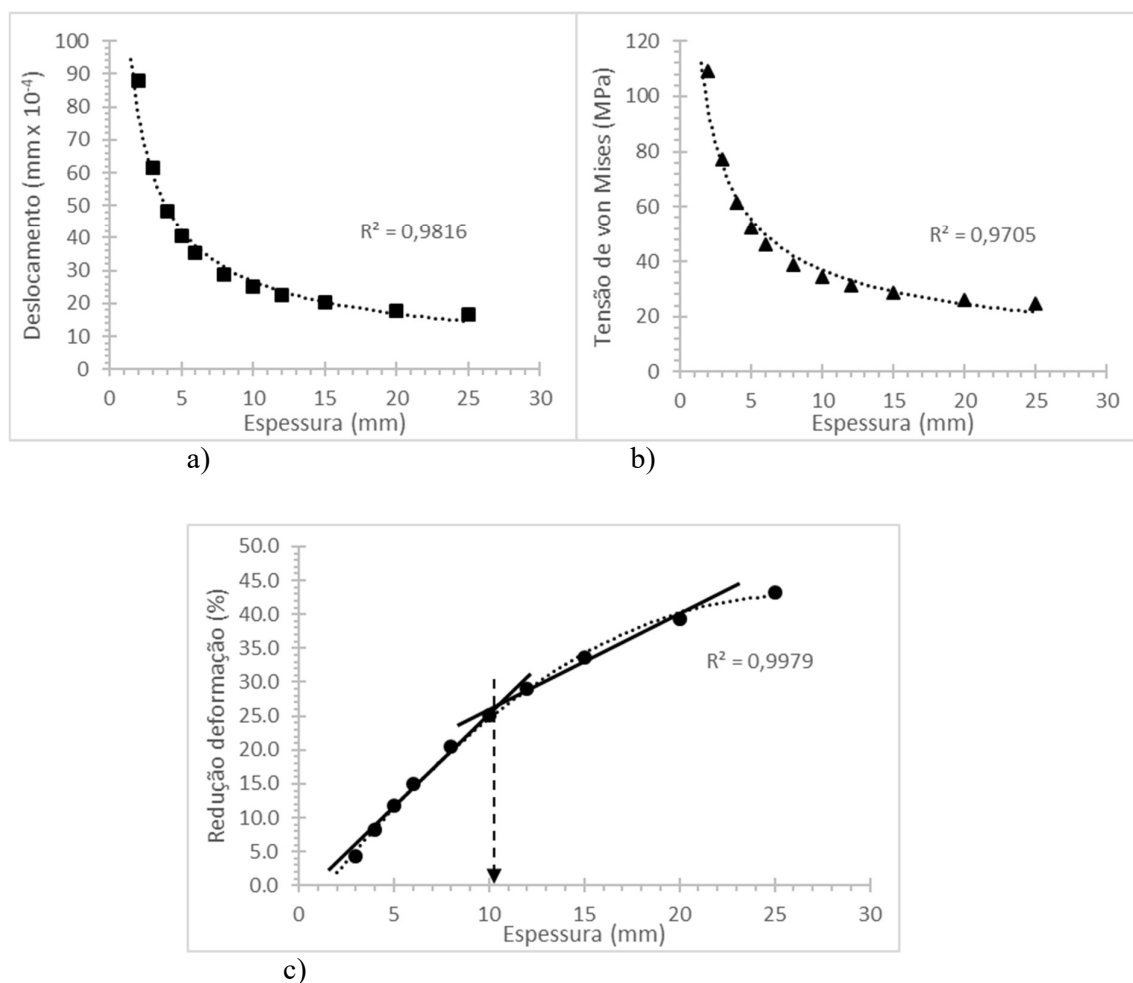 Deslocamento (mm x 10-4)
100
90
80
70
60
50
40
30
20
10
0
R² = 0,9816
0 5 10 15 20 25 30
Espessura (mm)
a)
Tensão de von Mises (MPa)
120
100
80
60
40
20
0
R² = 0,9705
0 5 10 15 20 25 30
Espessura (mm)
b)
Redução deformação (%)
50.0
45.0
40.0
35.0
30.0
25.0
20.0
15.0
10.0
5.0
0.0
R² = 0,9979
0 5 10 15 20 25 30
Espessura (mm)
c)